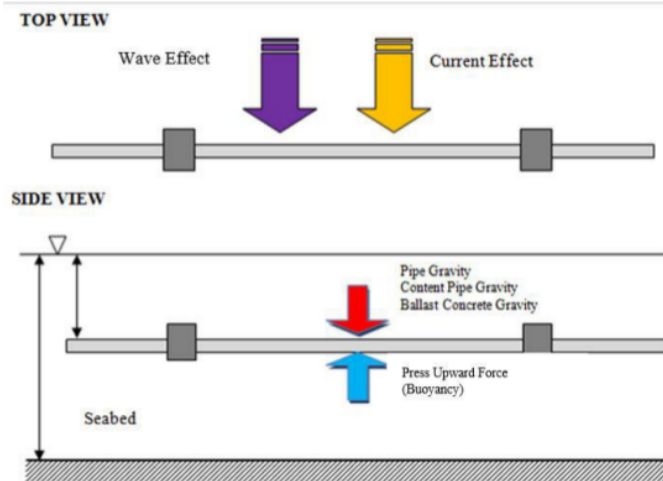 TOP VIEW
Wave Effect
Current Effect
SIDE VIEW
Pipe Gravity
Content Pipe Gravity
Ballast Concrete Gravity
Press Upward Force
(Buoyancy)
Seabed